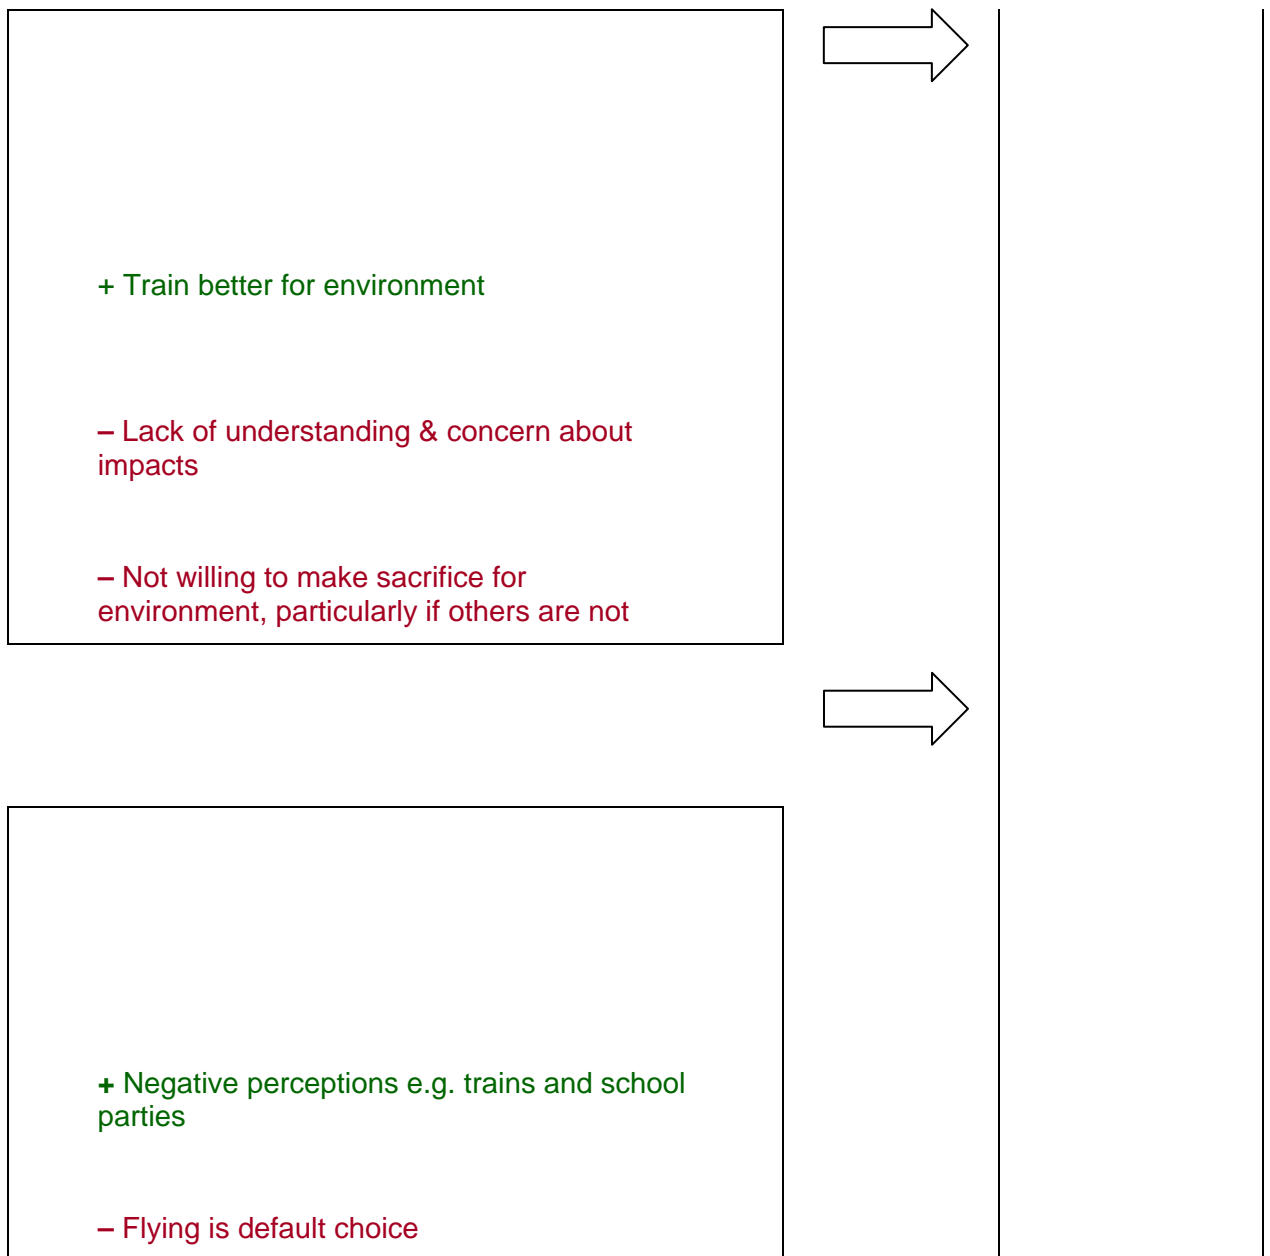 + Train better for environment
– Lack of understanding & concern about
impacts
– Not willing to make sacrifice for
environment, particularly if others are not
+ Negative perceptions e.g. trains and school
parties
– Flying is default choice